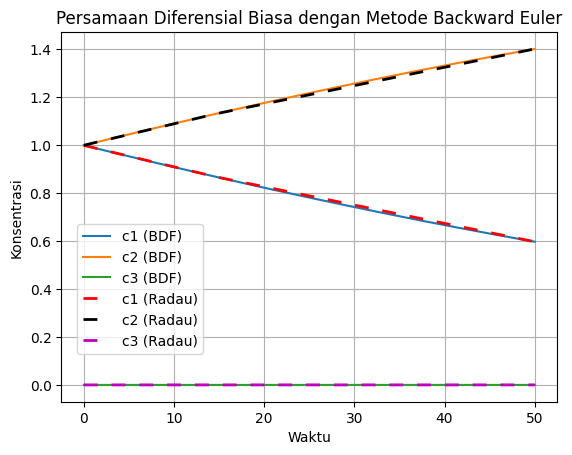 Persamaan Diferensial Biasa dengan Metode Backward Euler
1.4
1.2
1.0
0.8
0.6
0.4
0.2
0.0
Konsentrasi
c1 (BDF)
c2 (BDF)
c3 (BDF)
c1 (Radau)
c2 (Radau)
c3 (Radau)
0 10 20 30 40 50
Waktu